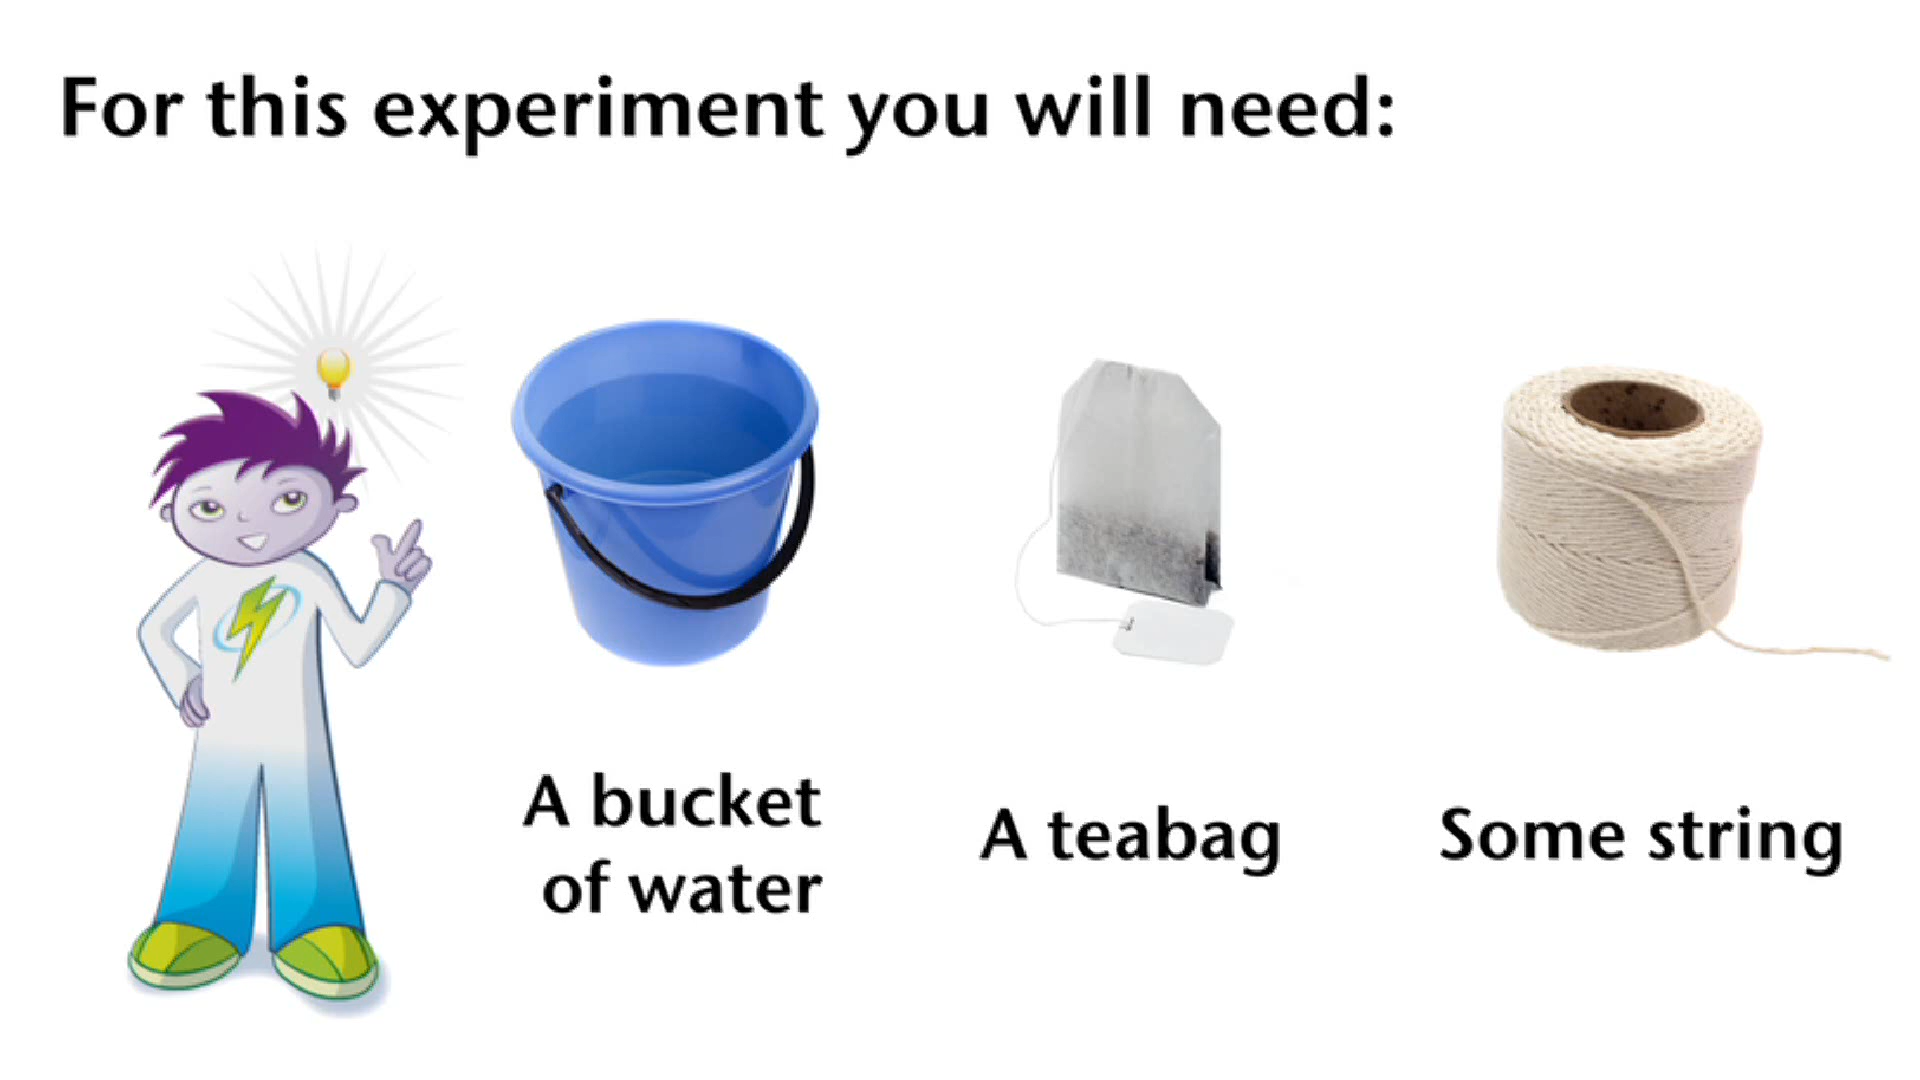 For this experiment you will need:
A bucket
of water
A teabag
Some string